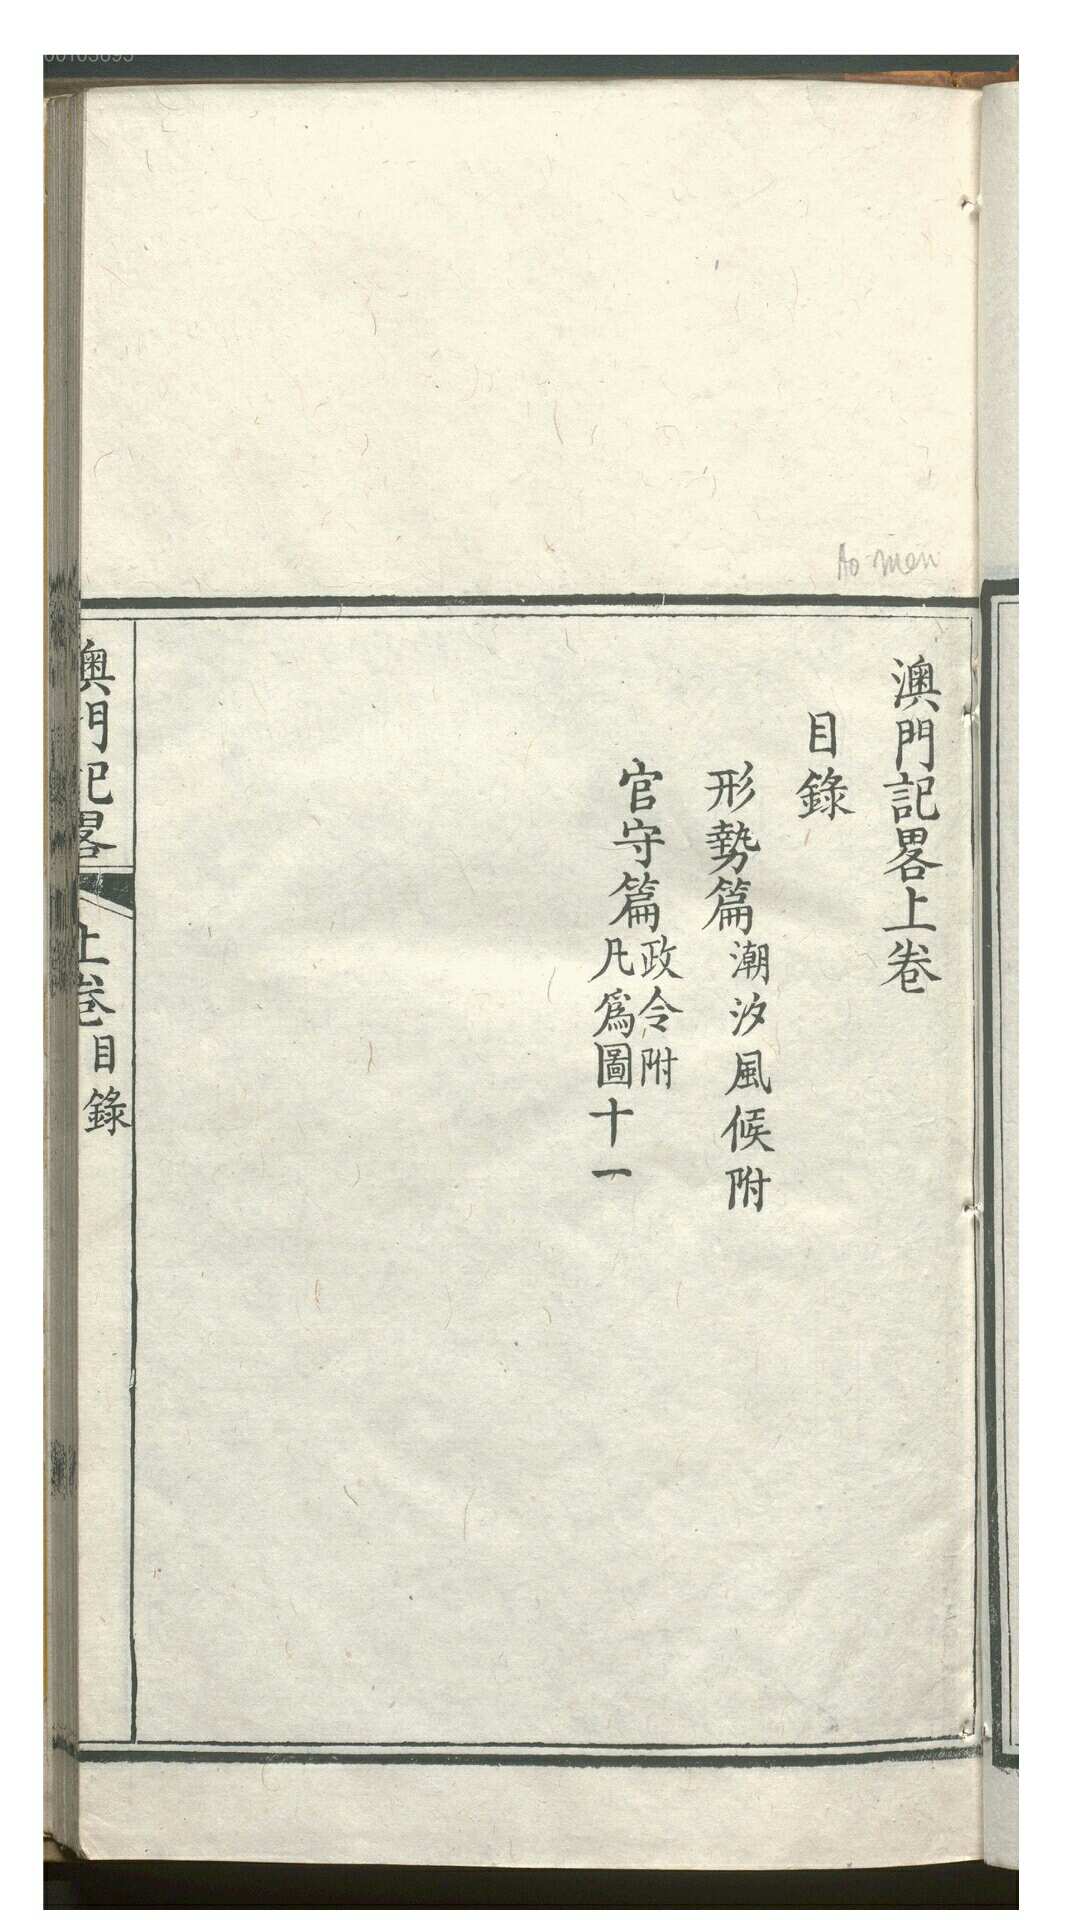 澳門記畧上卷
目錄
形勢篇潮汐風候附
官守篇政令附
凡爲圖十一
澳門記畧
上卷目錄
Ao men
00103695